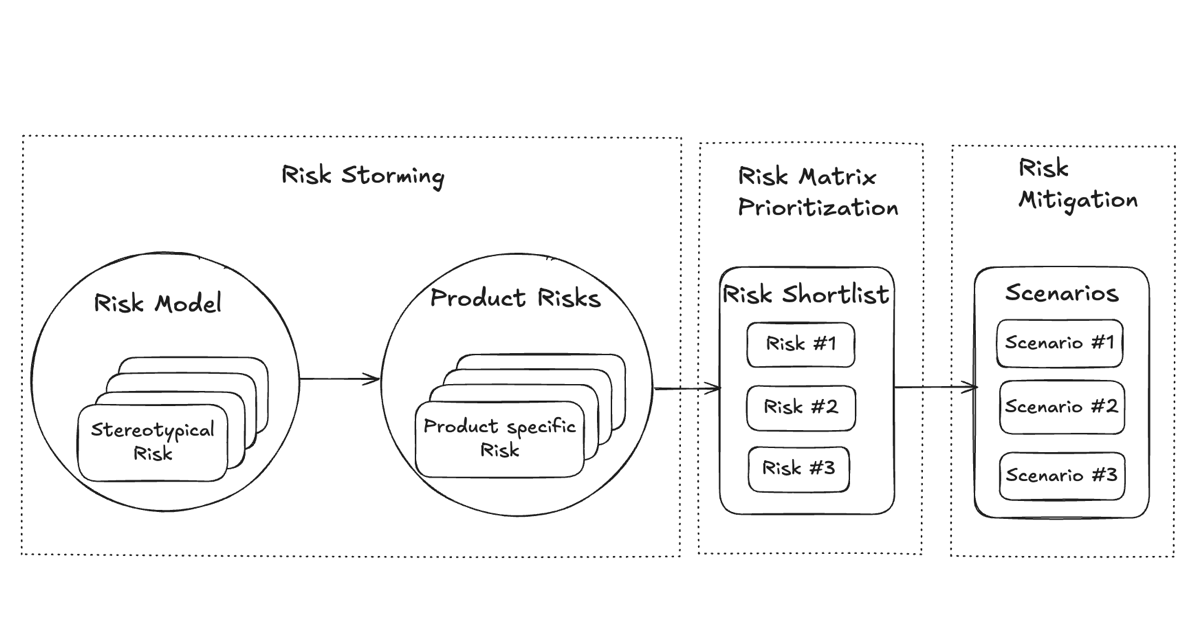 Risk Storming
Risk Model
Stereotypical
Risk
Product Risks
Product specific
Risk
Risk Matrix
Prioritization
Risk Shortlist
Risk #1
Risk #2
Risk #3
Risk
Mitigation
Scenarios
Scenario #1
Scenario #2
Scenario #3